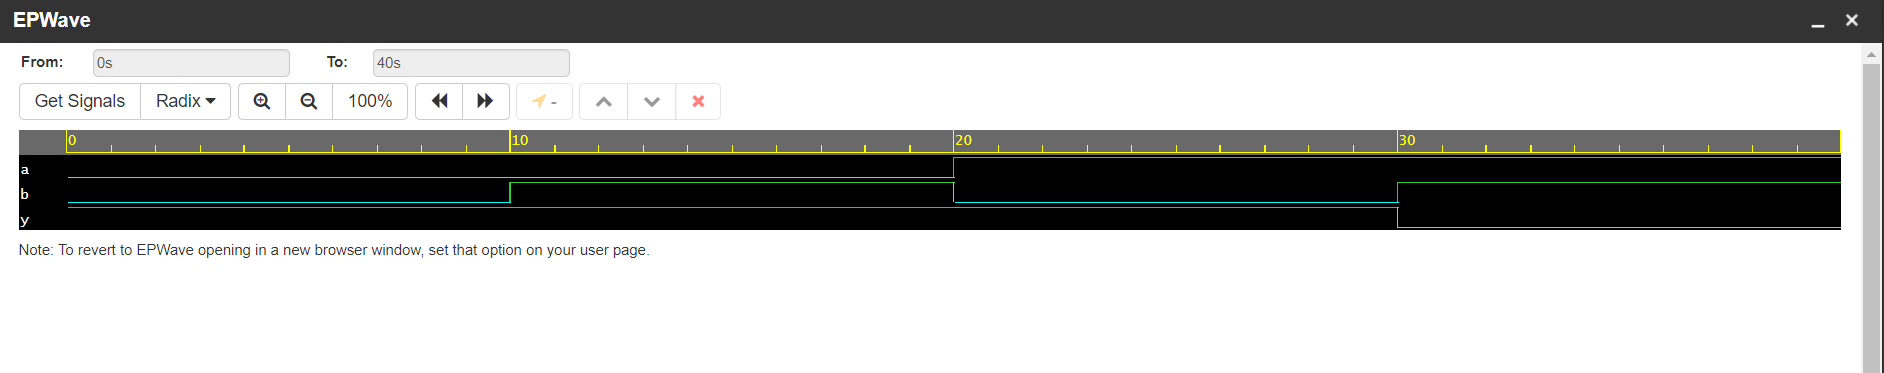 EPWave
From: 0s To: 40s
Get Signals Radix 100% -
0 10 20 30
a
b
y
Note: To revert to EPWave opening in a new browser window, set that option on your user page.